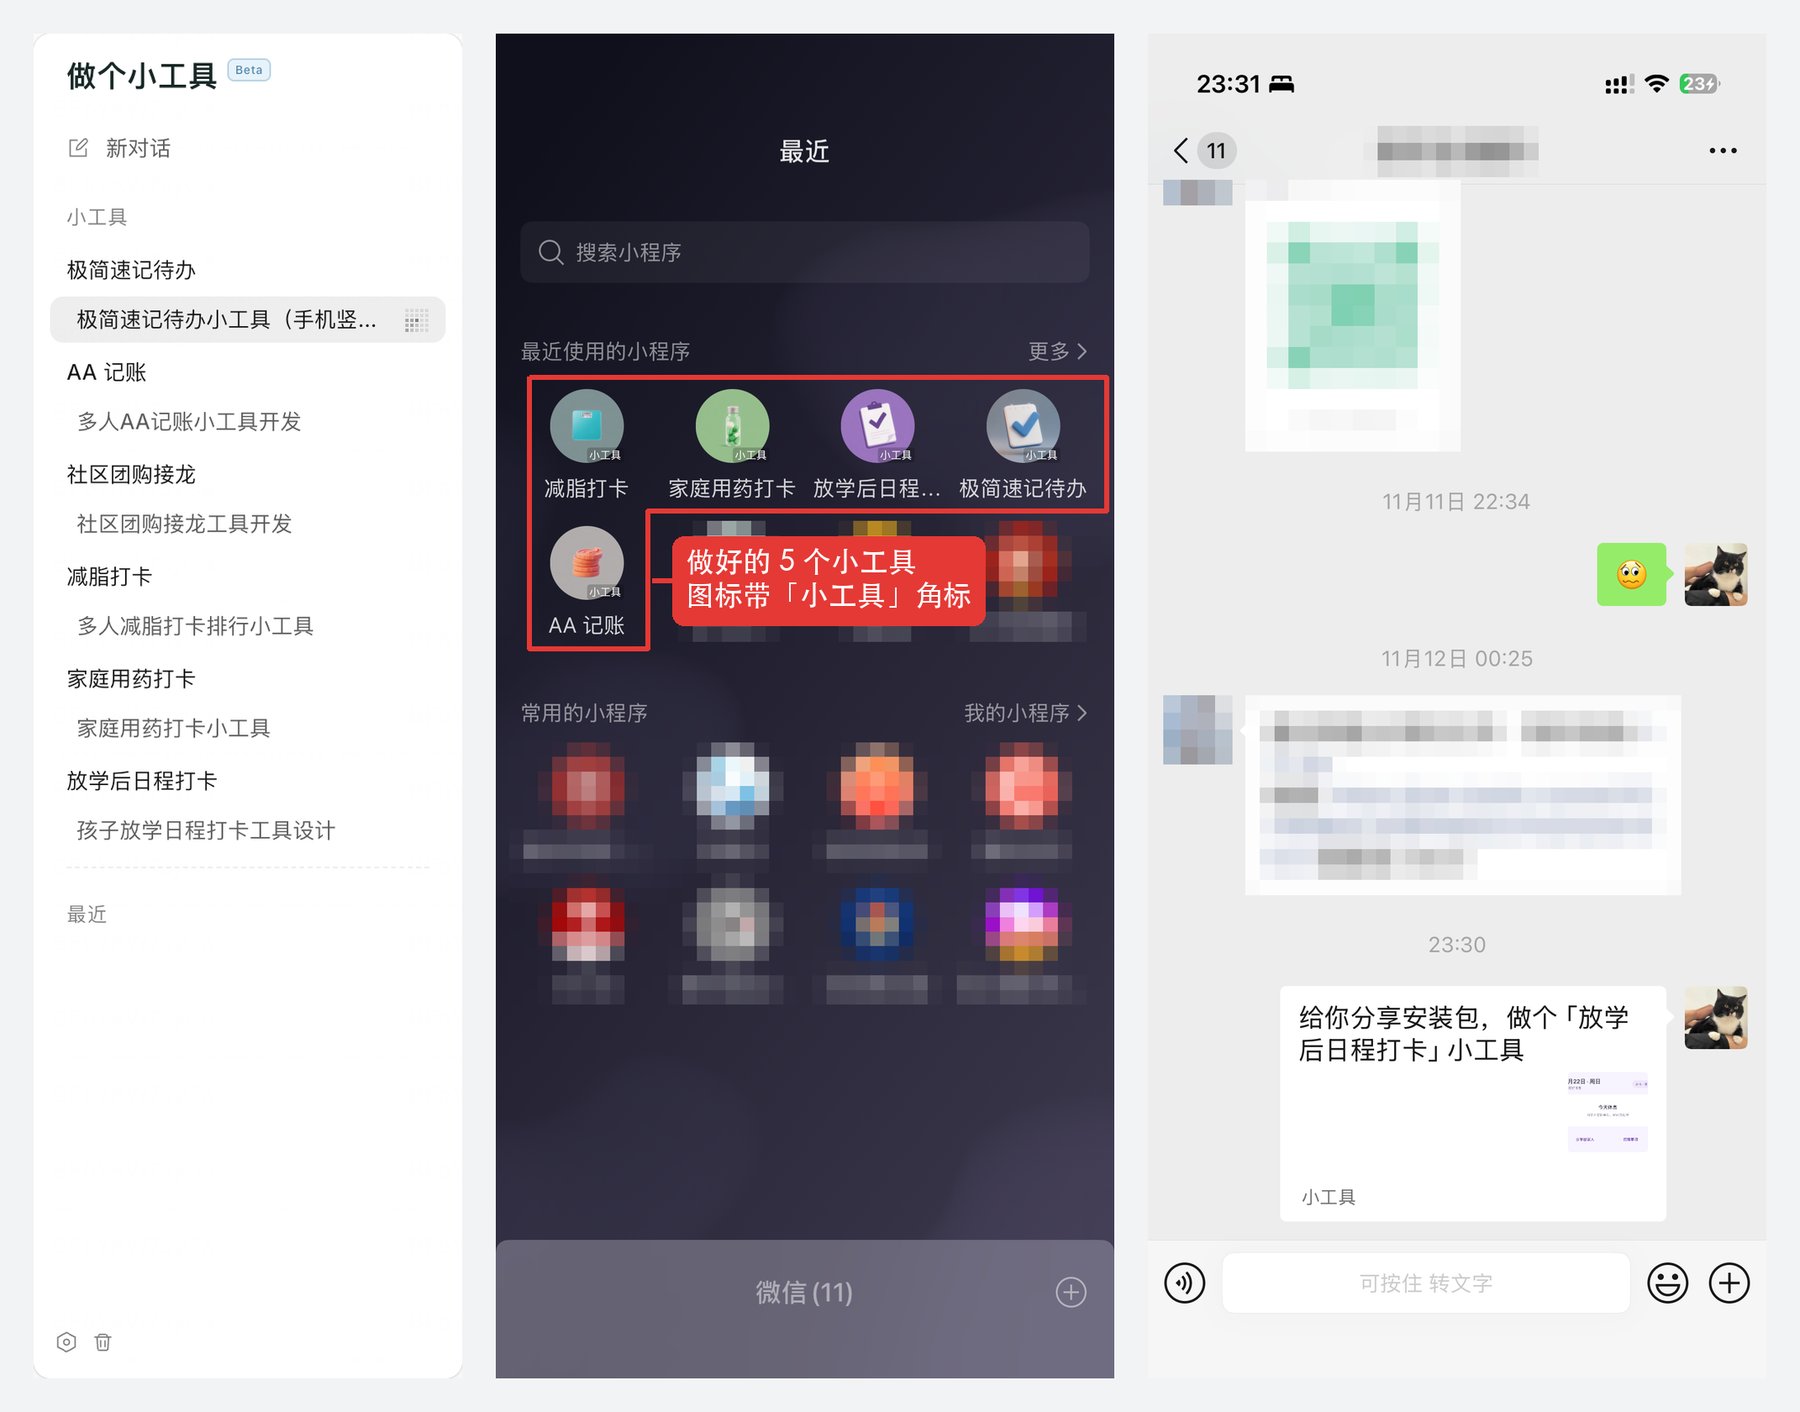 做个小工具 Beta
新对话
小工具
极简速记待办
极简速记待办小工具（手机竖...
AA 记账
多人AA记账小工具开发
社区团购接龙
社区团购接龙工具开发
减脂打卡
多人减脂打卡排行小工具
家庭用药打卡
家庭用药打卡小工具
放学后日程打卡
孩子放学日程打卡工具设计
最近
最近
搜索小程序
最近使用的小程序 更多
小工具 小工具 小工具 小工具
减脂打卡 家庭用药打卡 放学后日程... 极简速记待办
小工具
AA 记账
做好的 5 个小工具
图标带「小工具」角标
常用的小程序 我的小程序
微信(11)
23:31 23
11
11月11日 22:34
11月12日 00:25
23:30
给你分享安装包，做个「放学
后日程打卡」小工具
月22日·周日
今天休息
小工具
可按住 转文字